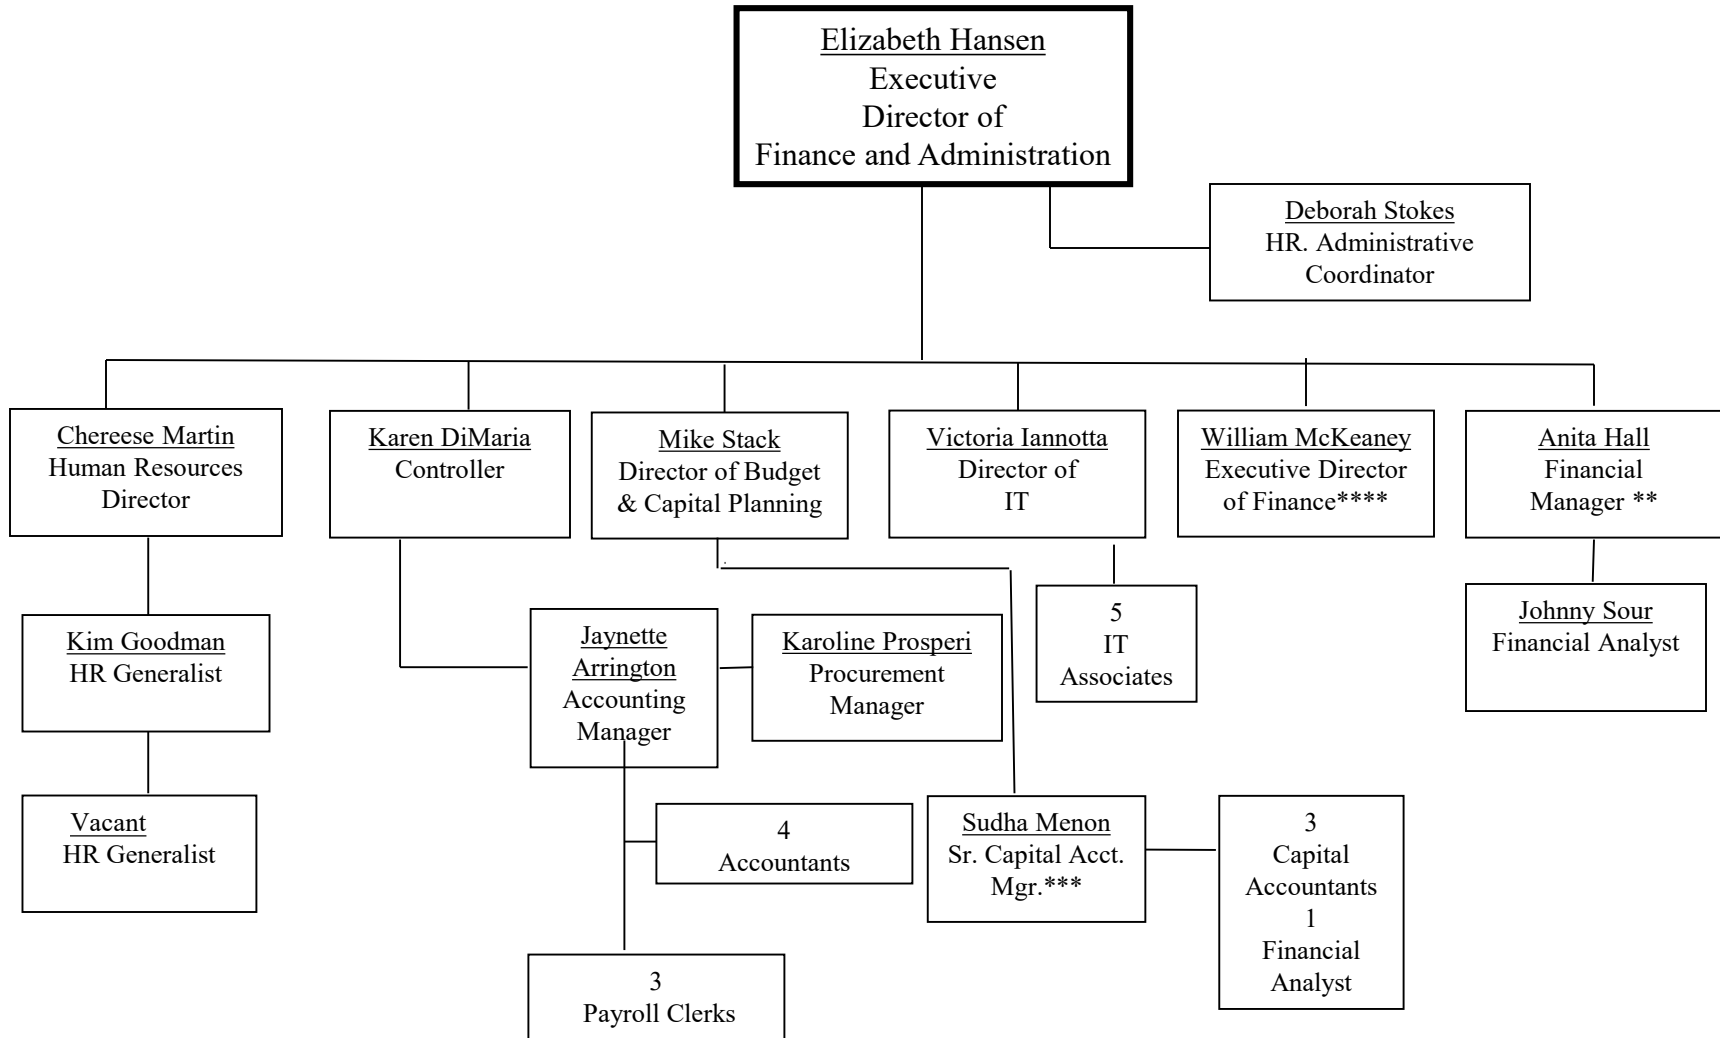 Elizabeth Hansen
Executive
Director of
Finance and Administration
Deborah Stokes
HR. Administrative
Coordinator
Chereese Martin
Human Resources
Director
Karen DiMaria
Controller
Mike Stack
Director of Budget
& Capital Planning
Victoria Iannotta
Director of
IT
William McKeaney
Executive Director
of Finance****
Anita Hall
Financial
Manager **
Kim Goodman
HR Generalist
Jaynette
Arrington
Accounting
Manager
Karoline Prosperi
Procurement
Manager
5
IT
Associates
Johnny Sour
Financial Analyst
Vacant
HR Generalist
4
Accountants
Sudha Menon
Sr. Capital Acct.
Mgr.***
3
Capital
Accountants
1
Financial
Analyst
3
Payroll Clerks